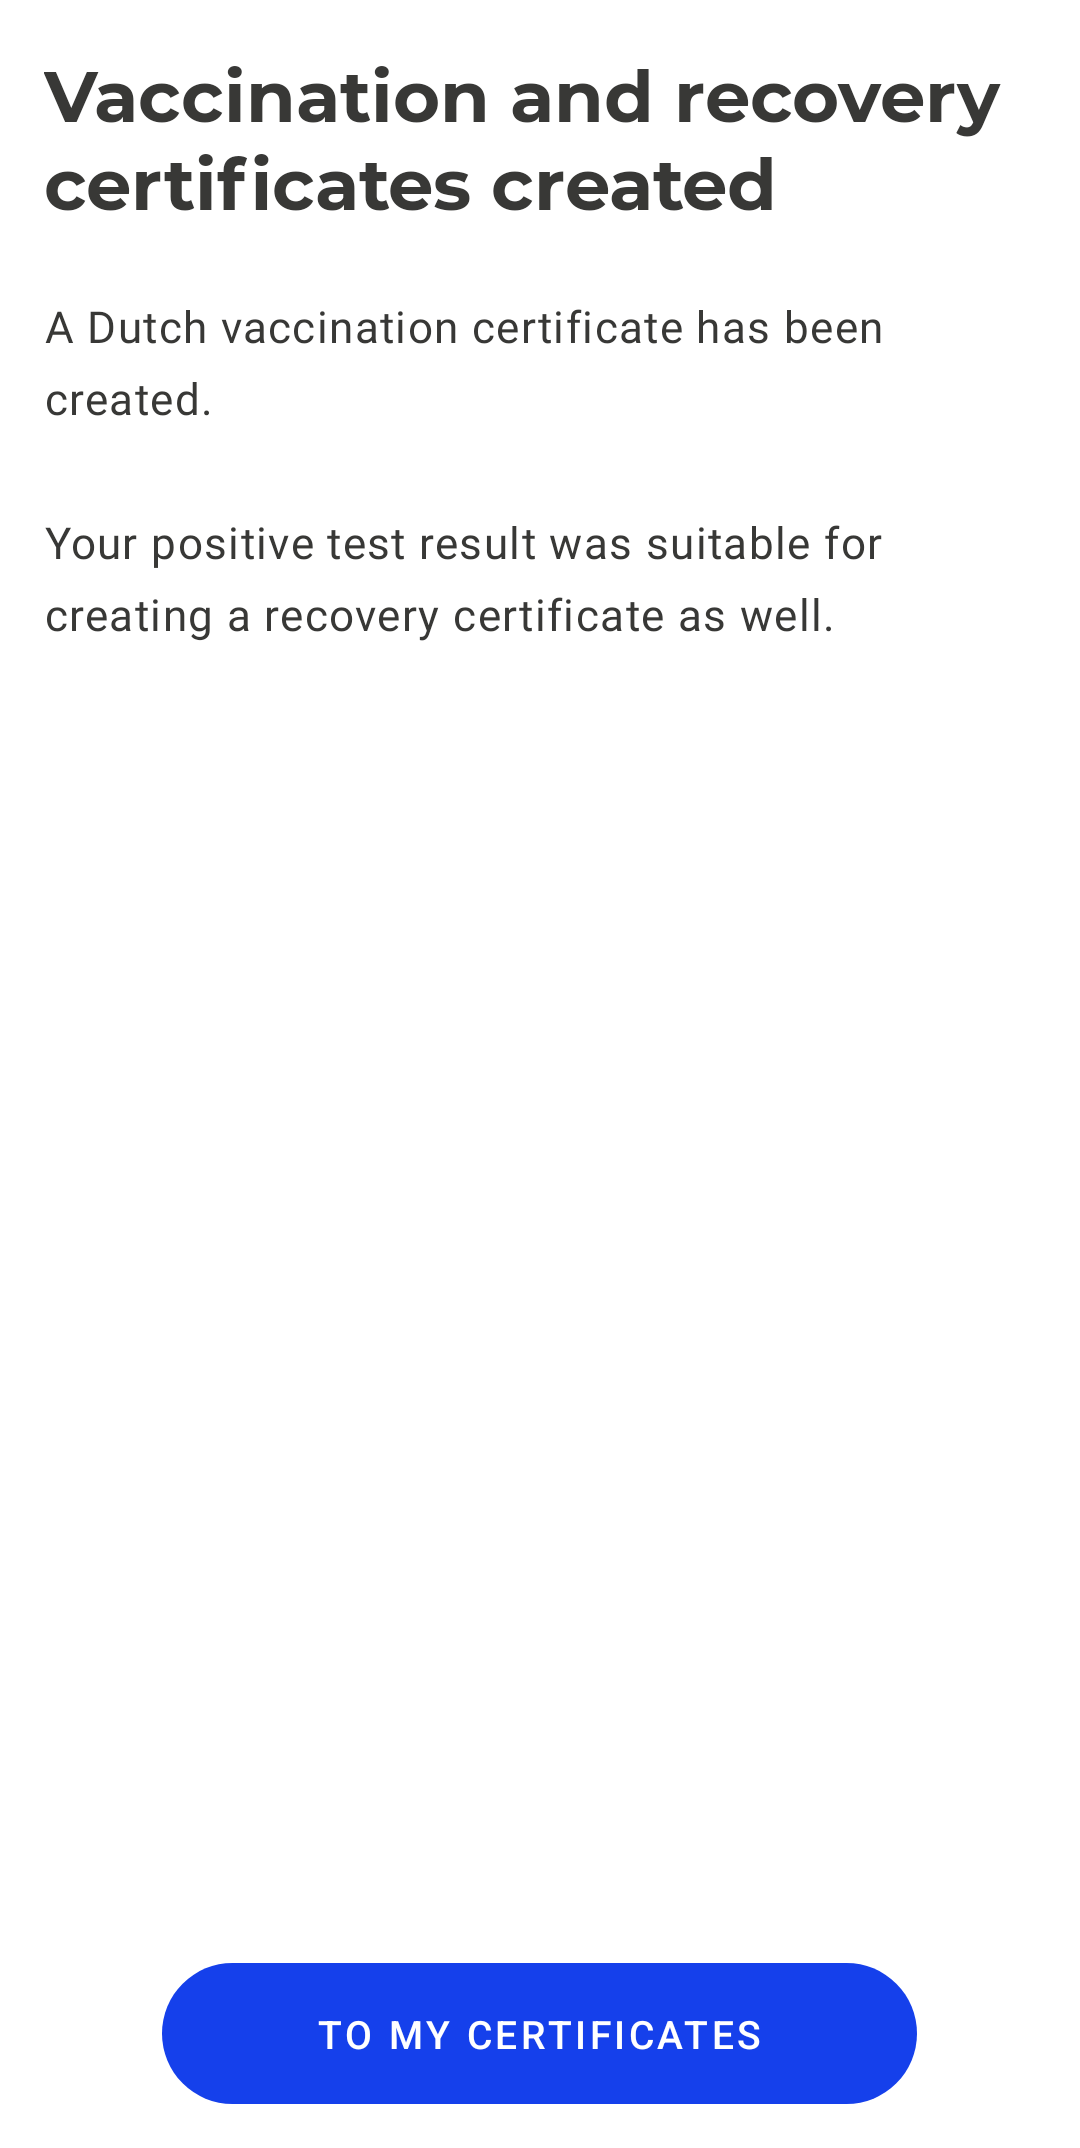 Vaccination and recovery
certificates created
A Dutch vaccination certificate has been
created.
Your positive test result was suitable for
creating a recovery certificate as well.
TO MY CERTIFICATES